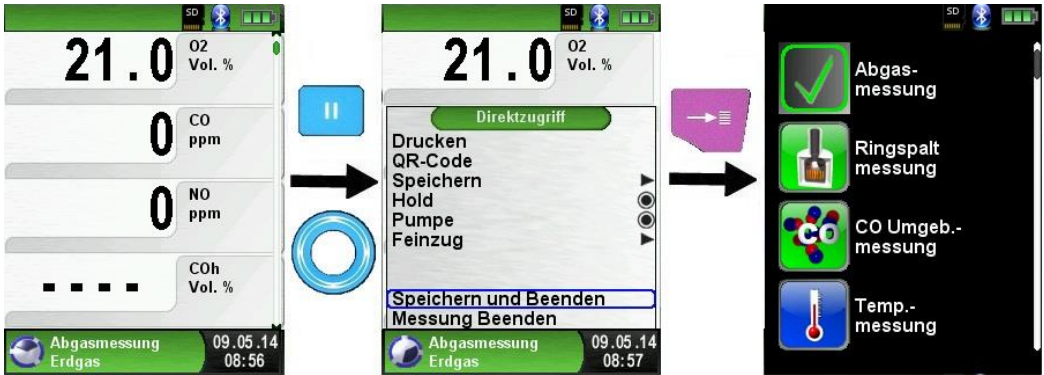 SD
21.0
O2
Vol. %
0
CO
ppm
0
NO
ppm
- - - -
COh
Vol. %
Abgasmessung
Erdgas
09.05.14
08:56
SD
21.0
O2
Vol. %
Direktzugriff
Drucken
QR-Code
Speichern
Hold
Pumpe
Feinzug
Speichern und Beenden
Messung Beenden
Abgasmessung
Erdgas
09.05.14
08:57
SD
Abgas-
messung
Ringspalt
messung
CO
CO Umgeb.-
messung
Temp.-
messung